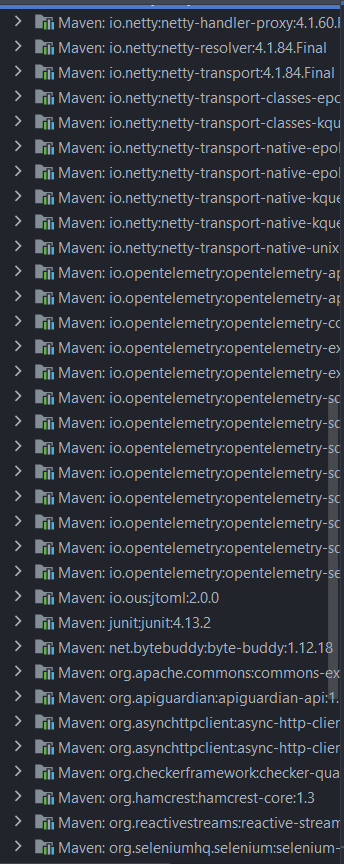 Maven: io.netty:netty-handler-proxy:4.1.60.F
Maven: io.netty:netty-resolver:4.1.84.Final
Maven: io.netty:netty-transport:4.1.84.Final
Maven: io.netty:netty-transport-classes-epo
Maven: io.netty:netty-transport-classes-kqu
Maven: io.netty:netty-transport-native-epol
Maven: io.netty:netty-transport-native-epol
Maven: io.netty:netty-transport-native-kque
Maven: io.netty:netty-transport-native-kque
Maven: io.netty:netty-transport-native-unix
Maven: io.opentelemetry:opentelemetry-ap
Maven: io.opentelemetry:opentelemetry-ap
Maven: io.opentelemetry:opentelemetry-co
Maven: io.opentelemetry:opentelemetry-ex
Maven: io.opentelemetry:opentelemetry-ex
Maven: io.opentelemetry:opentelemetry-sd
Maven: io.opentelemetry:opentelemetry-sd
Maven: io.opentelemetry:opentelemetry-sd
Maven: io.opentelemetry:opentelemetry-sd
Maven: io.opentelemetry:opentelemetry-sd
Maven: io.opentelemetry:opentelemetry-sd
Maven: io.opentelemetry:opentelemetry-sd
Maven: io.opentelemetry:opentelemetry-se
Maven: io.ous:jtoml:2.0.0
Maven: junit:junit:4.13.2
Maven: net.bytebuddy:byte-buddy:1.12.18
Maven: org.apache.commons:commons-ex
Maven: org.apiguardian:apiguardian-api:1.
Maven: org.asynchttpclient:async-http-clien
Maven: org.asynchttpclient:async-http-clien
Maven: org.checkerframework:checker-qua
Maven: org.hamcrest:hamcrest-core:1.3
Maven: org.reactivestreams:reactive-stream
Maven: org.seleniumhq.selenium:selenium-